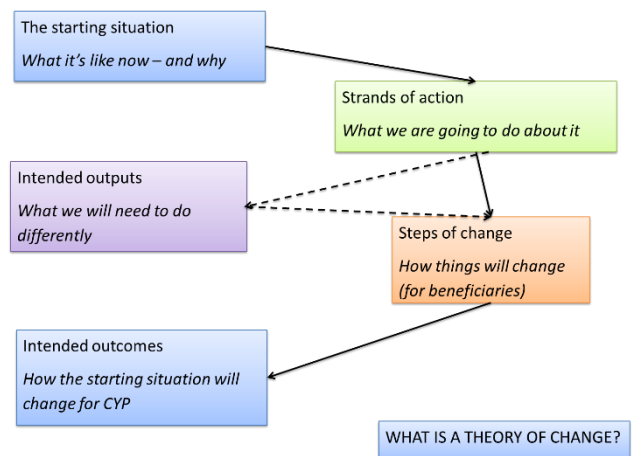 The starting situation
What it's like now – and why
Strands of action
What we are going to do about it
Intended outputs
What we will need to do
differently
Steps of change
How things will change
(for beneficiaries)
Intended outcomes
How the starting situation will
change for CYP
WHAT IS A THEORY OF CHANGE?